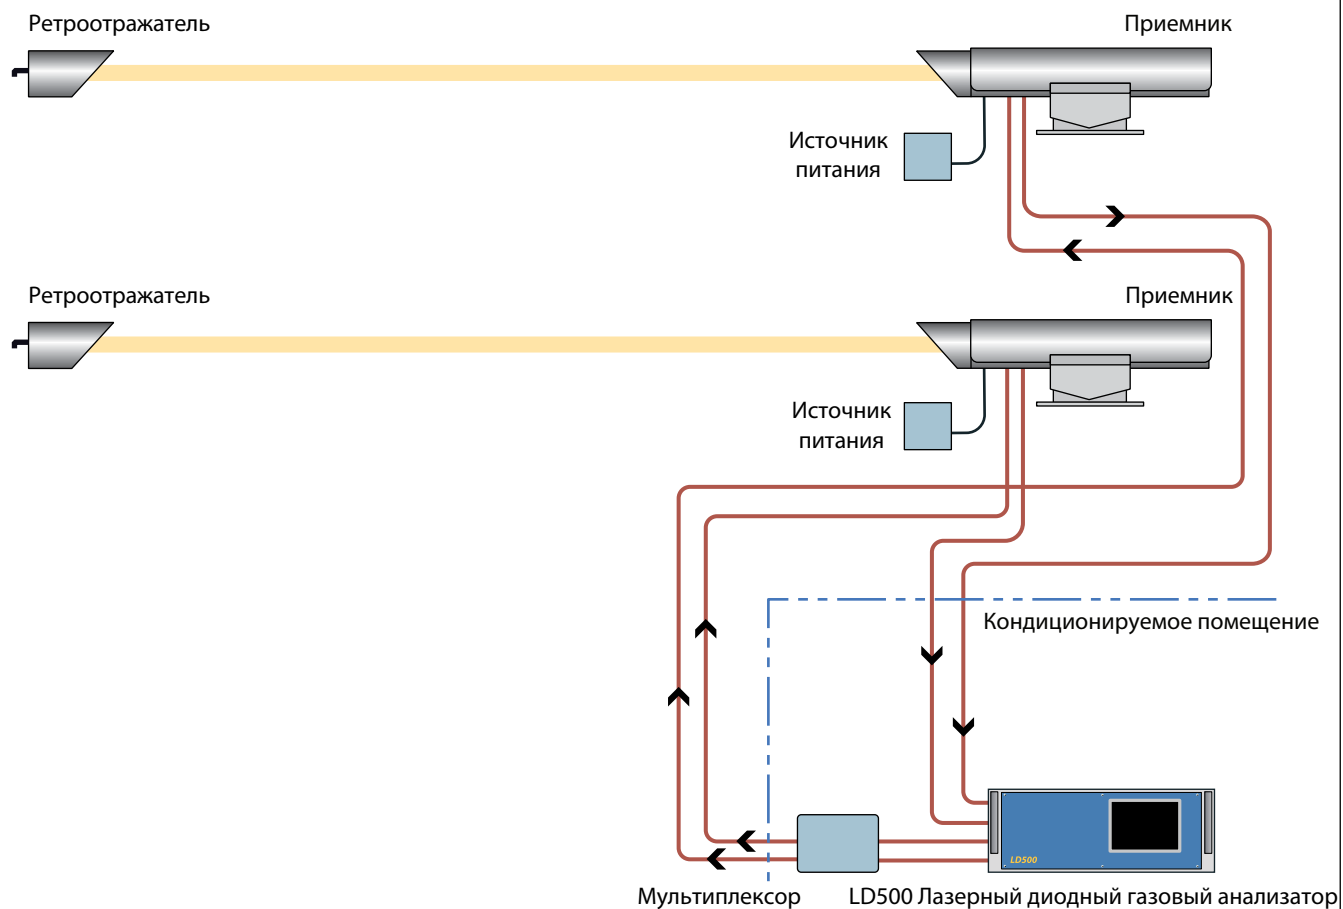 Ретроотражатель
Приемник
Источник
питания
Ретроотражатель
Приемник
Источник
питания
Кондиционируемое помещение
LD500
Мультиплексор
LD500 Лазерный диодный газовый анализатор